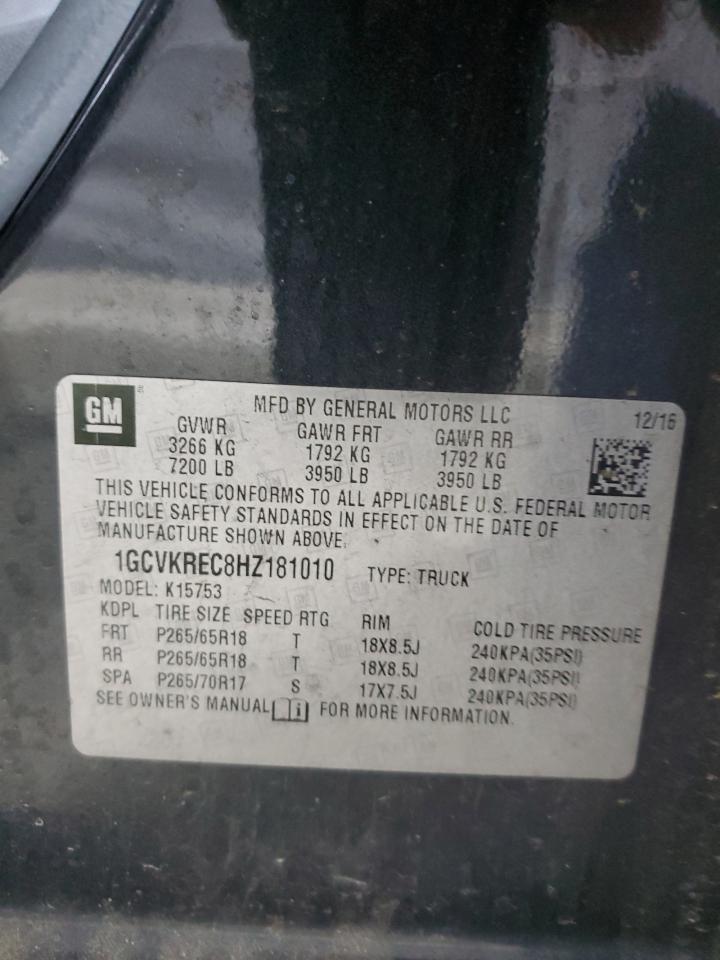 GM
MFD BY GENERAL MOTORS LLC 12/16
GVWR GAWR FRT GAWR RR
3266 KG 1792 KG 1792 KG
7200 LB 3950 LB 3950 LB
THIS VEHICLE CONFORMS TO ALL APPLICABLE U.S. FEDERAL MOTOR
VEHICLE SAFETY STANDARDS IN EFFECT ON THE DATE OF
MANUFACTURE SHOWN ABOVE.
1GCVKREC8HZ181010 TYPE: TRUCK
MODEL: K15753
KDPL TIRE SIZE SPEED RTG RIM COLD TIRE PRESSURE
FRT P265/65R18 T 18X8.5J 240KPA(35PSI)
RR P265/65R18 T 18X8.5J 240KPA(35PSI)
SPA P265/70R17 S 17X7.5J 240KPA(35PSI)
SEE OWNER'S MANUAL i FOR MORE INFORMATION.